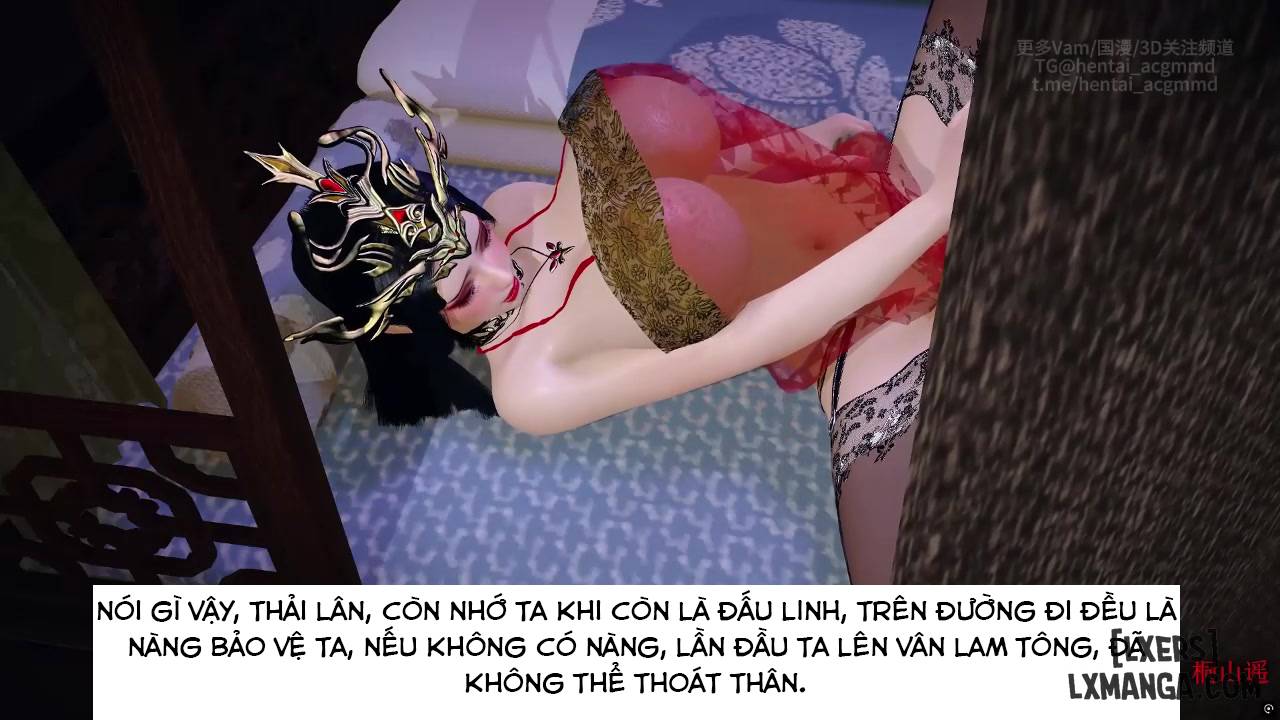 更多Vam/国漫/3D关注频道
TG@hentai_acgmmd
t.me/hentai_acgmmd
NÓI GÌ VẬY, THẢI LÂN, CÒN NHỚ TA KHI CÒN LÀ ĐẤU LINH, TRÊN ĐƯỜNG ĐI ĐỀU LÀ
NÀNG BẢO VỆ TA, NẾU KHÔNG CÓ NÀNG, LẦN ĐẦU TA LÊN VÂN LAM TÔNG, ĐÃ
KHÔNG THỂ THOÁT THÂN.
[LXERS]
LXMANGA.COM
桐山谣